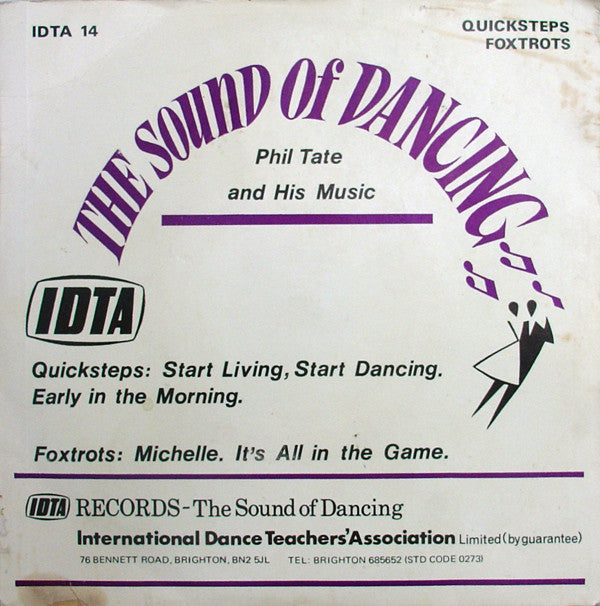 IDTA 14
QUICKSTEPS
FOXTROTS
THE SOUND Of DANCING
Phil Tate
and His Music
IDTA
Quicksteps: Start Living, Start Dancing.
Early in the Morning.
Foxtrots: Michelle. It's All in the Game.
IDTA RECORDS-The Sound of Dancing
International Dance Teachers' Association Limited (by guarantee)
76 BENNETT ROAD, BRIGHTON, BN2 5JL TEL: BRIGHTON 685652 (STD CODE 0273)